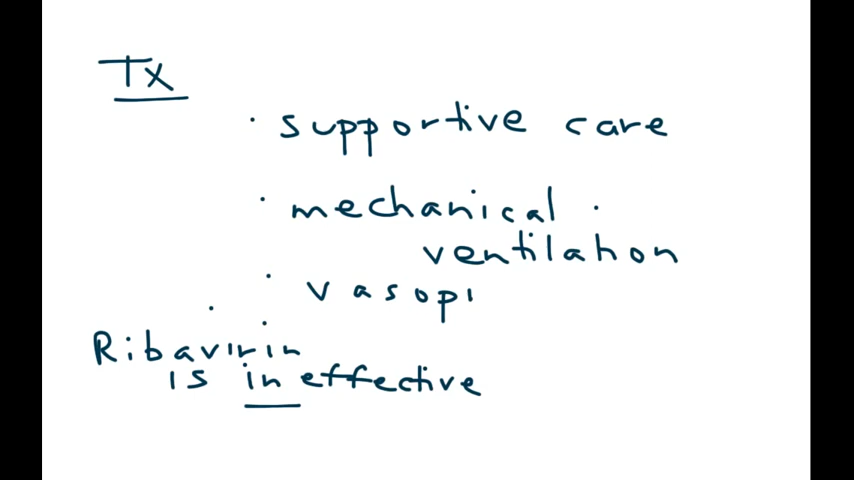 Tx
· supportive care
· mechanical
ventilation
· vasop
Ribavirin
is ineffective